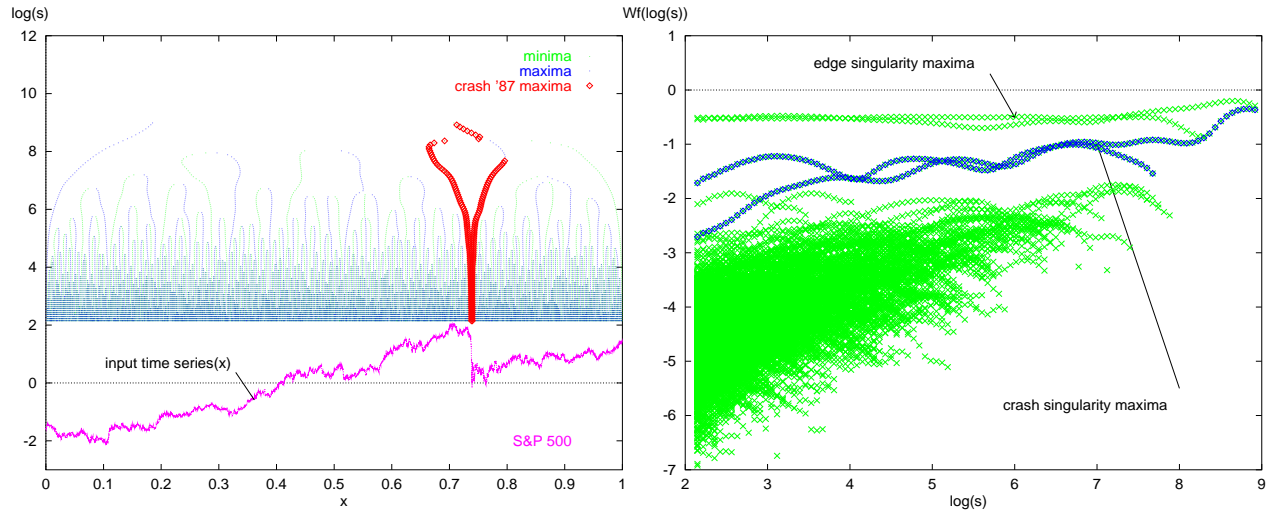 log(s)
12
10
8
6
4
2
0
-2
minima
maxima
crash '87 maxima
input time series(x)
S&P 500
0 0.1 0.2 0.3 0.4 0.5 0.6 0.7 0.8 0.9 1
x
Wf(log(s))
1
0
-1
-2
-3
-4
-5
-6
-7
edge singularity maxima
crash singularity maxima
2 3 4 5 6 7 8 9
log(s)